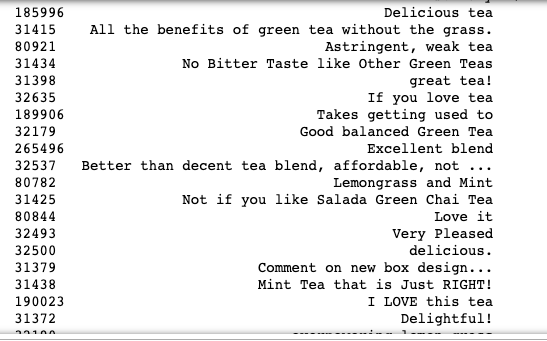 185996 Delicious tea
31415 All the benefits of green tea without the grass.
80921 Astringent, weak tea
31434 No Bitter Taste like Other Green Teas
31398 great tea!
32635 If you love tea
189906 Takes getting used to
32179 Good balanced Green Tea
265496 Excellent blend
32537 Better than decent tea blend, affordable, not ...
80782 Lemongrass and Mint
31425 Not if you like Salada Green Chai Tea
80844 Love it
32493 Very Pleased
32500 delicious.
31379 Comment on new box design...
31438 Mint Tea that is Just RIGHT!
190023 I LOVE this tea
31372 Delightful!